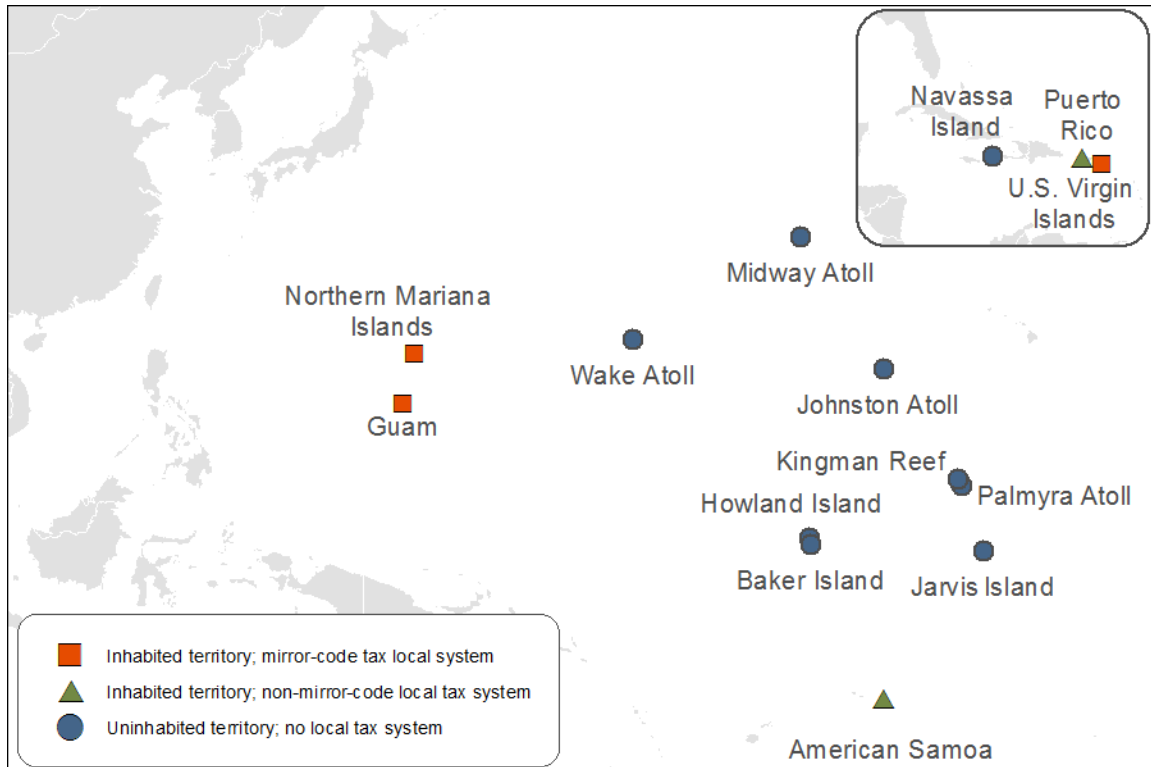 Navassa
Island
Puerto
Rico
U.S. Virgin
Islands
Midway Atoll
Northern Mariana
Islands
Wake Atoll
Johnston Atoll
Guam
Kingman Reef
Palmyra Atoll
Howland Island
Baker Island
Jarvis Island
Inhabited territory; mirror-code tax local system
Inhabited territory; non-mirror-code local tax system
Uninhabited territory; no local tax system
American Samoa